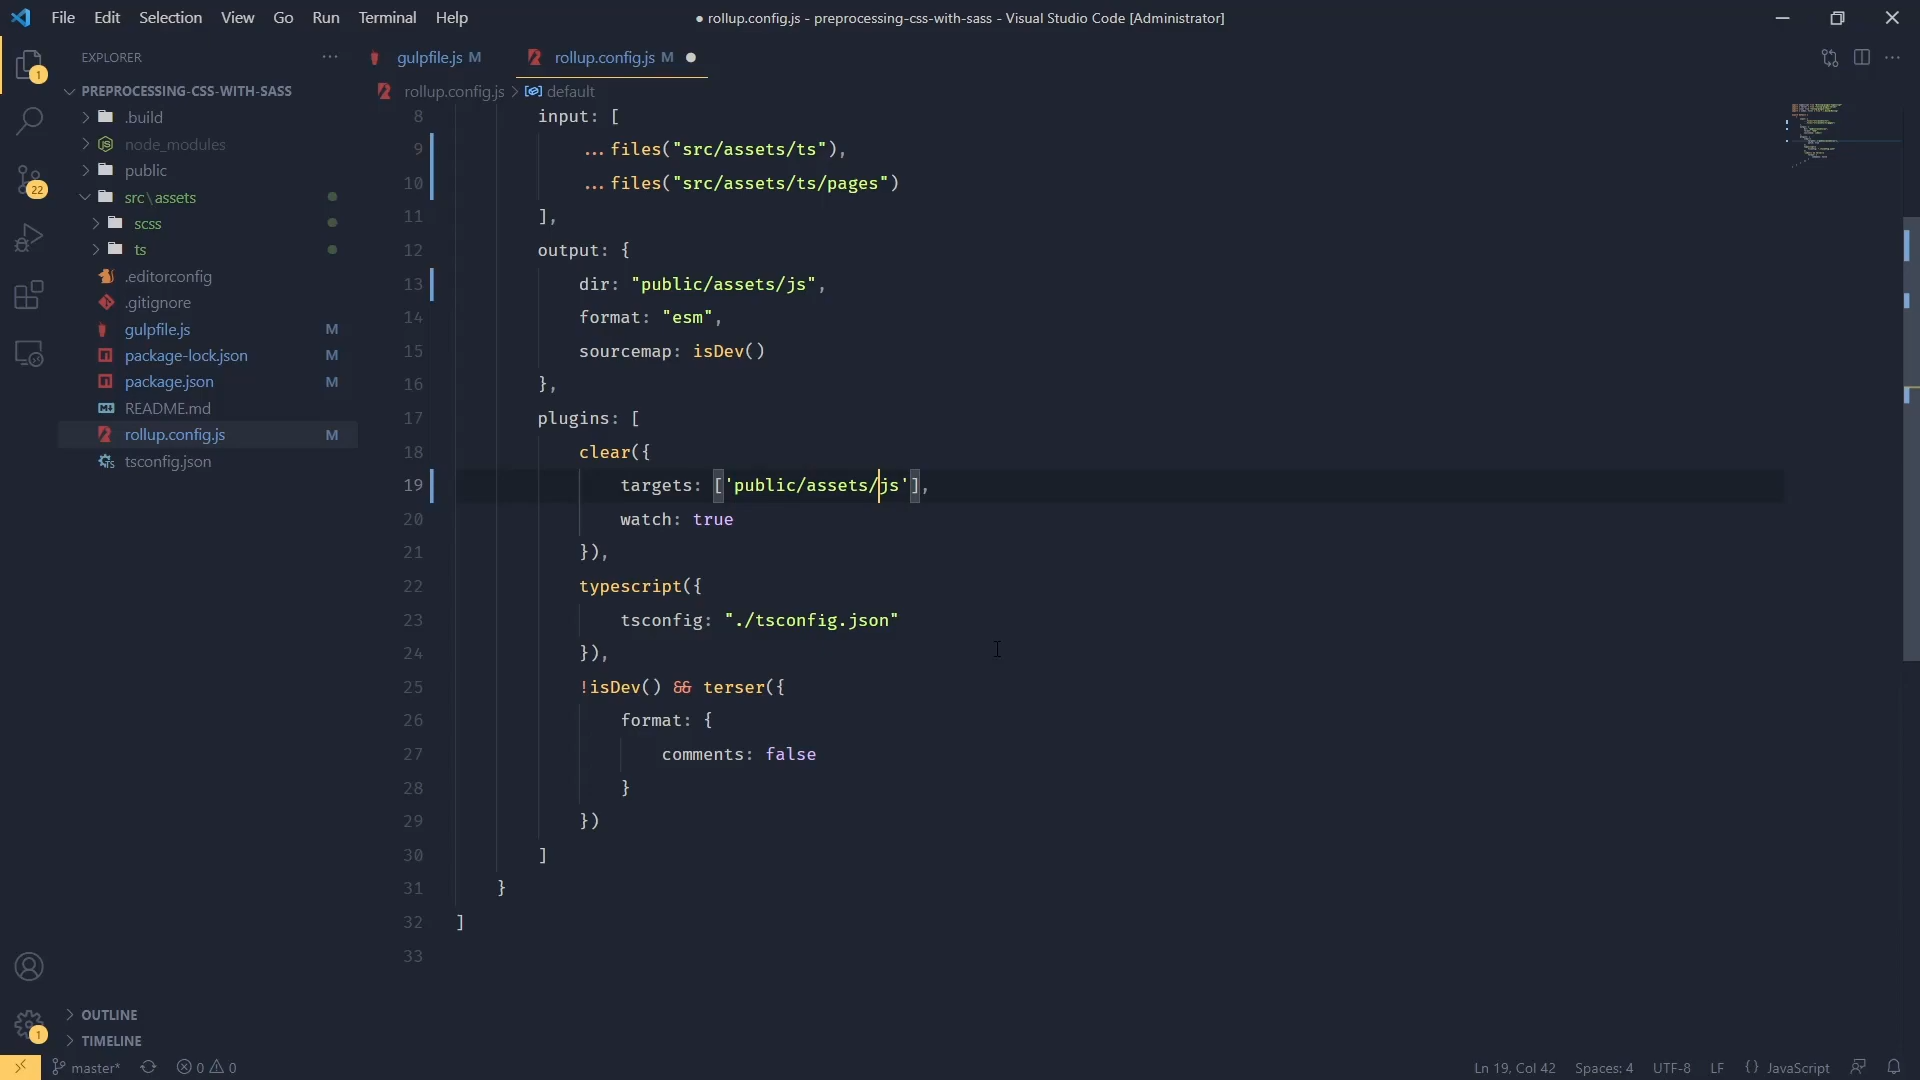 File Edit Selection View Go Run Terminal Help
● rollup.config.js - preprocessing-css-with-sass - Visual Studio Code [Administrator]
EXPLORER ···
gulpfile.js M
rollup.config.js M ●
rollup.config.js > default
1
22
PREPROCESSING-CSS-WITH-SASS
.build
node_modules
public
src\assets
scss
ts
.editorconfig
.gitignore
gulpfile.js M
package-lock.json M
package.json M
README.md
rollup.config.js M
tsconfig.json
8 input: [
9 ...files("src/assets/ts"),
10 ...files("src/assets/ts/pages")
11 ],
12 output: {
13 dir: "public/assets/js",
14 format: "esm",
15 sourcemap: isDev()
16 },
17 plugins: [
18 clear({
19 targets: ['public/assets/js'],
20 watch: true
21 }),
22 typescript({
23 tsconfig: "./tsconfig.json"
24 }),
25 !isDev() && terser({
26 format: {
27 comments: false
28 }
29 })
30 ]
31 }
32 ]
33
OUTLINE
1
TIMELINE
master* 0 0
Ln 19, Col 42 Spaces: 4 UTF-8 LF {} JavaScript